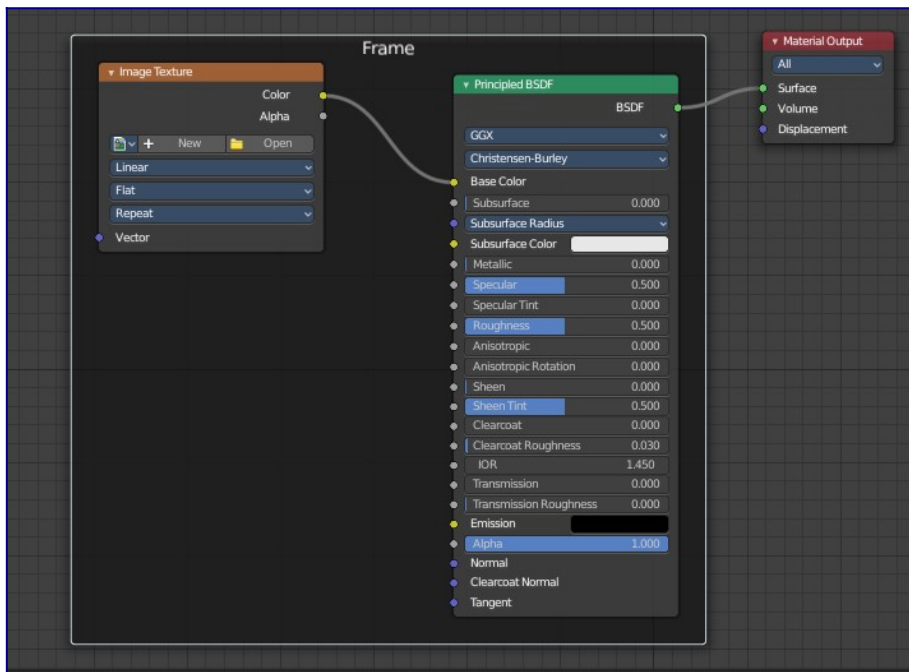 Frame
Image Texture
Color
Alpha
New Open
Linear
Flat
Repeat
Vector
Principled BSDF
BSDF
GGX
Christensen-Burley
Base Color
Subsurface 0.000
Subsurface Radius
Subsurface Color
Metallic 0.000
Specular 0.500
Specular Tint 0.000
Roughness 0.500
Anisotropic 0.000
Anisotropic Rotation 0.000
Sheen 0.000
Sheen Tint 0.500
Clearcoat 0.000
Clearcoat Roughness 0.030
IOR 1.450
Transmission 0.000
Transmission Roughness 0.000
Emission
Alpha 1.000
Normal
Clearcoat Normal
Tangent
Material Output
All
Surface
Volume
Displacement